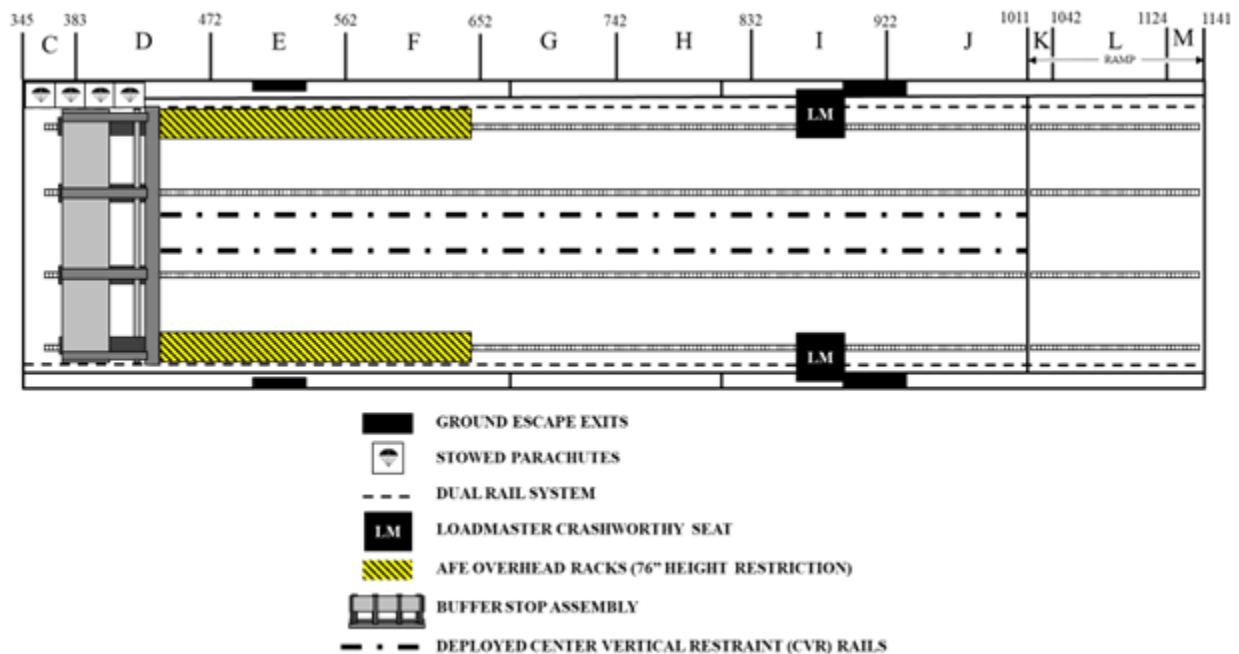 345 383 472 562 652 742 832 922 1011 1042 1124 1141
C D E F G H I J K L M
RAMP
LM
LM
GROUND ESCAPE EXITS
STOWED PARACHUTES
DUAL RAIL SYSTEM
LM LOADMASTER CRASHWORTHY SEAT
AFE OVERHEAD RACKS (76” HEIGHT RESTRICTION)
BUFFER STOP ASSEMBLY
DEPLOYED CENTER VERTICAL RESTRAINT (CVR) RAILS